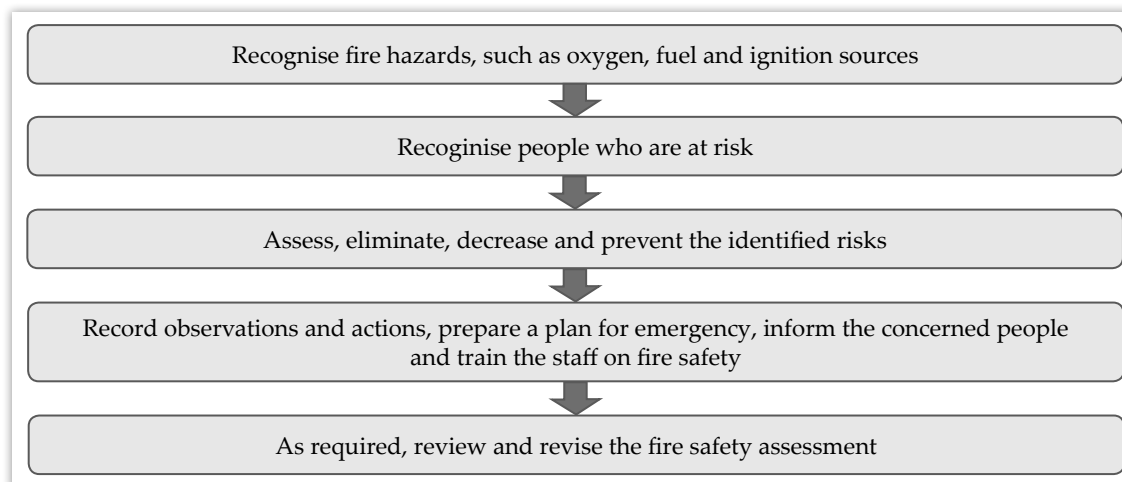 Recognise fire hazards, such as oxygen, fuel and ignition sources
Recoginise people who are at risk
Assess, eliminate, decrease and prevent the identified risks
Record observations and actions, prepare a plan for emergency, inform the concerned people
and train the staff on fire safety
As required, review and revise the fire safety assessment